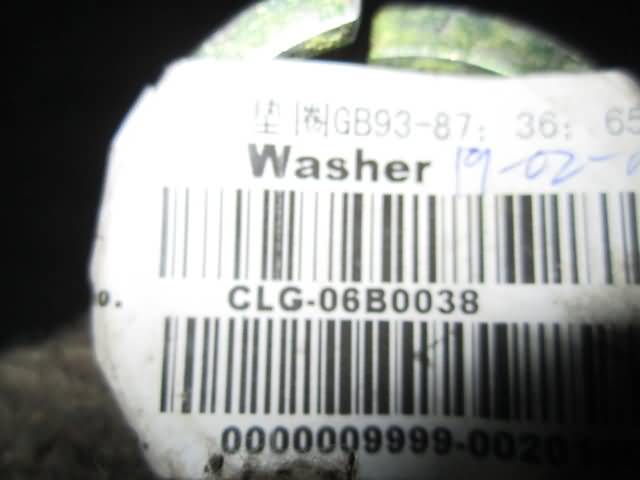 垫圈GB93-87; 36; 65
Washer 19-02-
o. CLG-06B0038
0000009999-0020